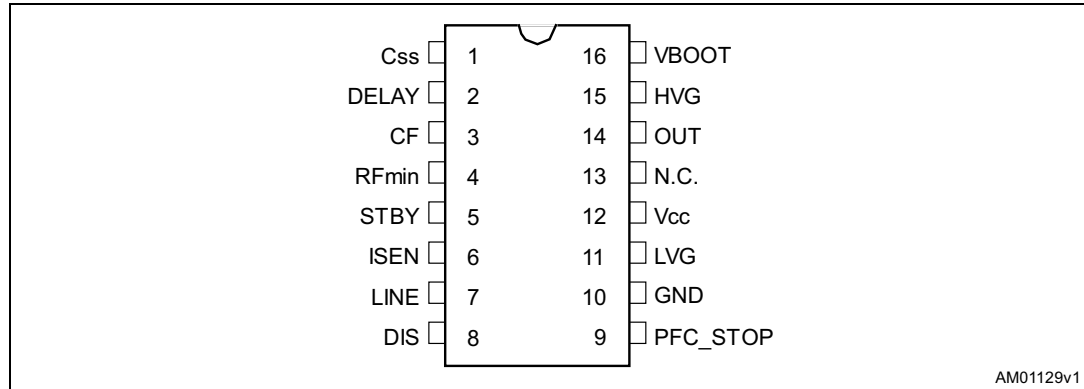 Css 1 16 VBOOT
DELAY 2 15 HVG
CF 3 14 OUT
RFmin 4 13 N.C.
STBY 5 12 Vcc
ISEN 6 11 LVG
LINE 7 10 GND
DIS 8 9 PFC_STOP
AM01129v1